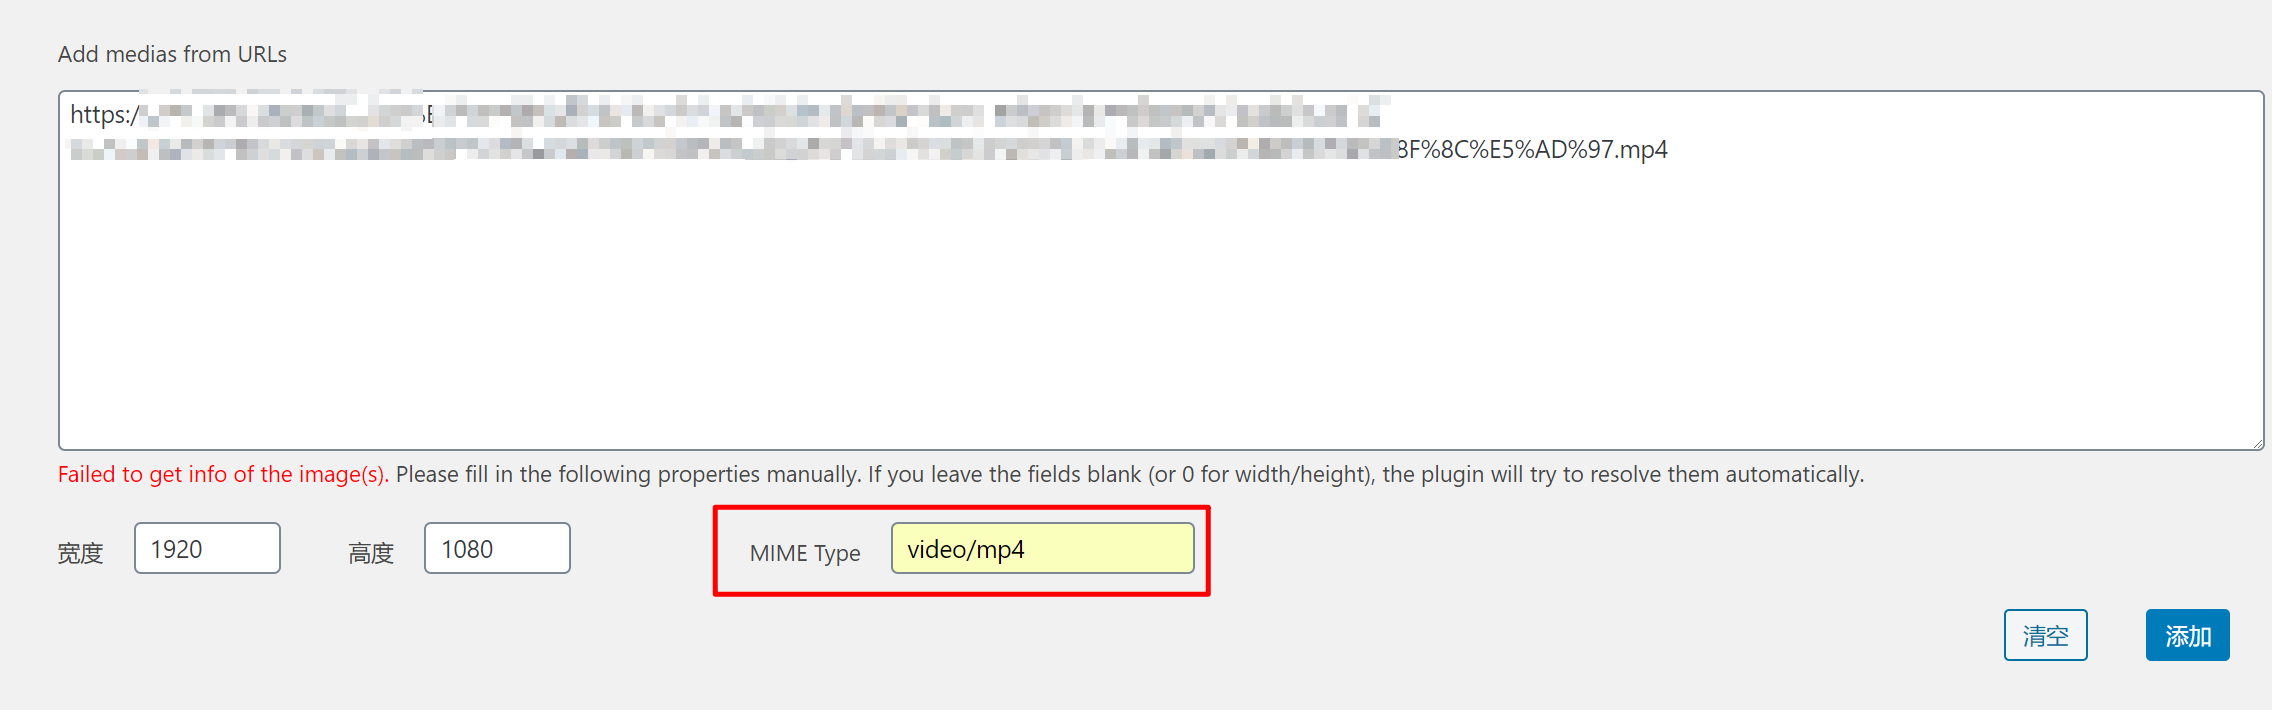 Add medias from URLs
https:/
8F%8C%E5%AD%97.mp4
Failed to get info of the image(s). Please fill in the following properties manually. If you leave the fields blank (or 0 for width/height), the plugin will try to resolve them automatically.
宽度 1920 高度 1080 MIME Type video/mp4
清空 添加